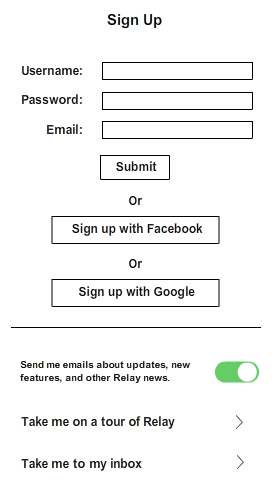 Sign Up
Username:
Password:
Email:
Submit
Or
Sign up with Facebook
Or
Sign up with Google
Send me emails about updates, new
features, and other Relay news.
Take me on a tour of Relay
Take me to my inbox